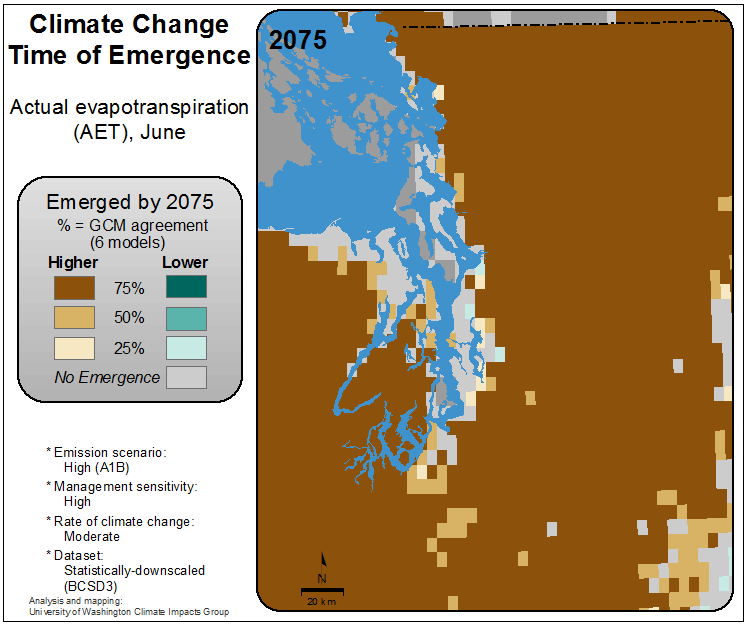 Climate Change
Time of Emergence
Actual evapotranspiration
(AET), June
Emerged by 2075
% = GCM agreement
(6 models)
Higher Lower
75%
50%
25%
No Emergence
* Emission scenario:
High (A1B)
* Management sensitivity:
High
* Rate of climate change:
Moderate
* Dataset:
Statistically-downscaled
(BCSD3)
Analysis and mapping:
University of Washington Climate Impacts Group
2075
N
20 km